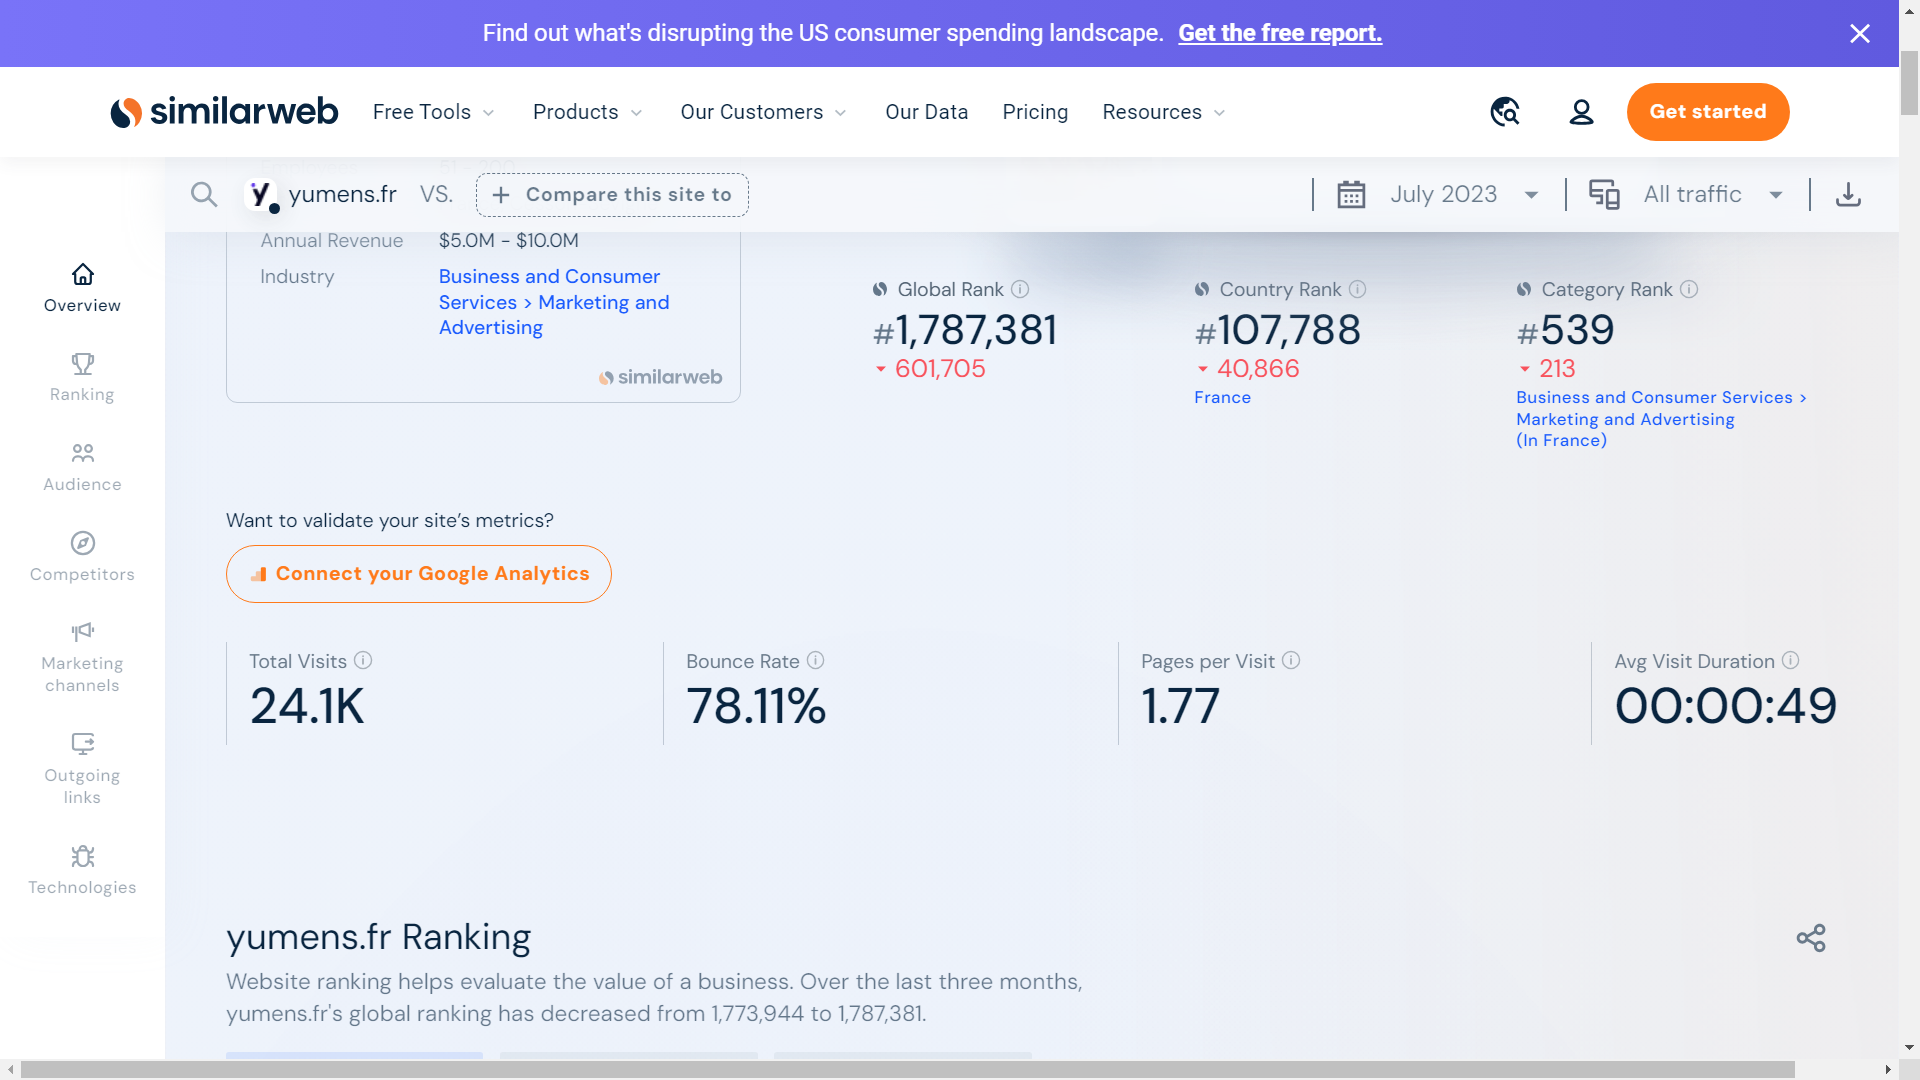 Find out what's disrupting the US consumer spending landscape. Get the free report.
similarweb
Free Tools
Products
Our Customers
Our Data
Pricing
Resources
Get started
yumens.fr
VS.
+ Compare this site to
July 2023
All traffic
Annual Revenue $5.0M - $10.0M
Industry
Business and Consumer
Services > Marketing and
Advertising
similarweb
Global Rank
#1,787,381
601,705
Country Rank
#107,788
40,866
France
Category Rank
#539
213
Business and Consumer Services >
Marketing and Advertising
(In France)
Overview
Ranking
Audience
Competitors
Marketing
channels
Outgoing
links
Technologies
Want to validate your site’s metrics?
Connect your Google Analytics
Total Visits
24.1K
Bounce Rate
78.11%
Pages per Visit
1.77
Avg Visit Duration
00:00:49
yumens.fr Ranking
Website ranking helps evaluate the value of a business. Over the last three months,
yumens.fr's global ranking has decreased from 1,773,944 to 1,787,381.